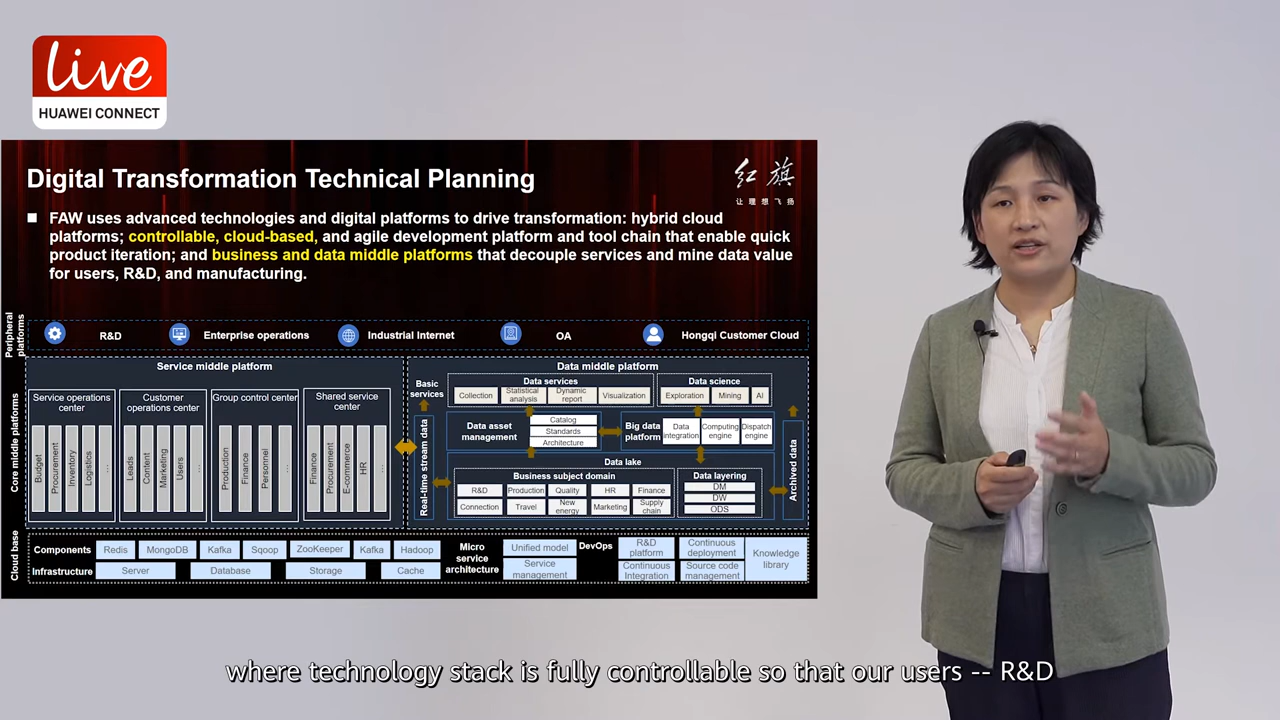 live
HUAWEI CONNECT
Digital Transformation Technical Planning
红旗
让理想飞扬
■ FAW uses advanced technologies and digital platforms to drive transformation: hybrid cloud
platforms; controllable, cloud-based, and agile development platform and tool chain that enable quick
product iteration; and business and data middle platforms that decouple services and mine data value
for users, R&D, and manufacturing.
Peripheral
platforms
R&D
Enterprise operations
Industrial Internet
OA
Hongqi Customer Cloud
Core middle platforms
Service middle platform
Service operations
center
Budget
Procurement
Inventory
Logistics
...
Customer
operations center
Leads
Content
Marketing
Users
...
Group control center
Production
Finance
Personnel
...
Shared service
center
Finance
Procurement
E-commerce
HR
...
Basic
services
Real-time stream data
Data middle platform
Data services
Collection
Statistical
analysis
Dynamic
report
Visualization
Data science
Exploration
Mining
AI
Data asset
management
Catalog
Standards
Architecture
Big data
platform
Data
integration
Computing
engine
Dispatch
engine
Data lake
Business subject domain
R&D
Production
Quality
HR
Finance
Connection
Travel
New
energy
Marketing
Supply
chain
Data layering
DM
DW
ODS
Archived data
Cloud base
Components
Redis
MongoDB
Kafka
Sqoop
ZooKeeper
Kafka
Hadoop
Infrastructure
Server
Database
Storage
Cache
Micro
service
architecture
Unified model
Service
management
DevOps
R&D
platform
Continuous
deployment
Continuous
Integration
Source code
management
Knowledge
library
where technology stack is fully controllable so that our users -- R&D